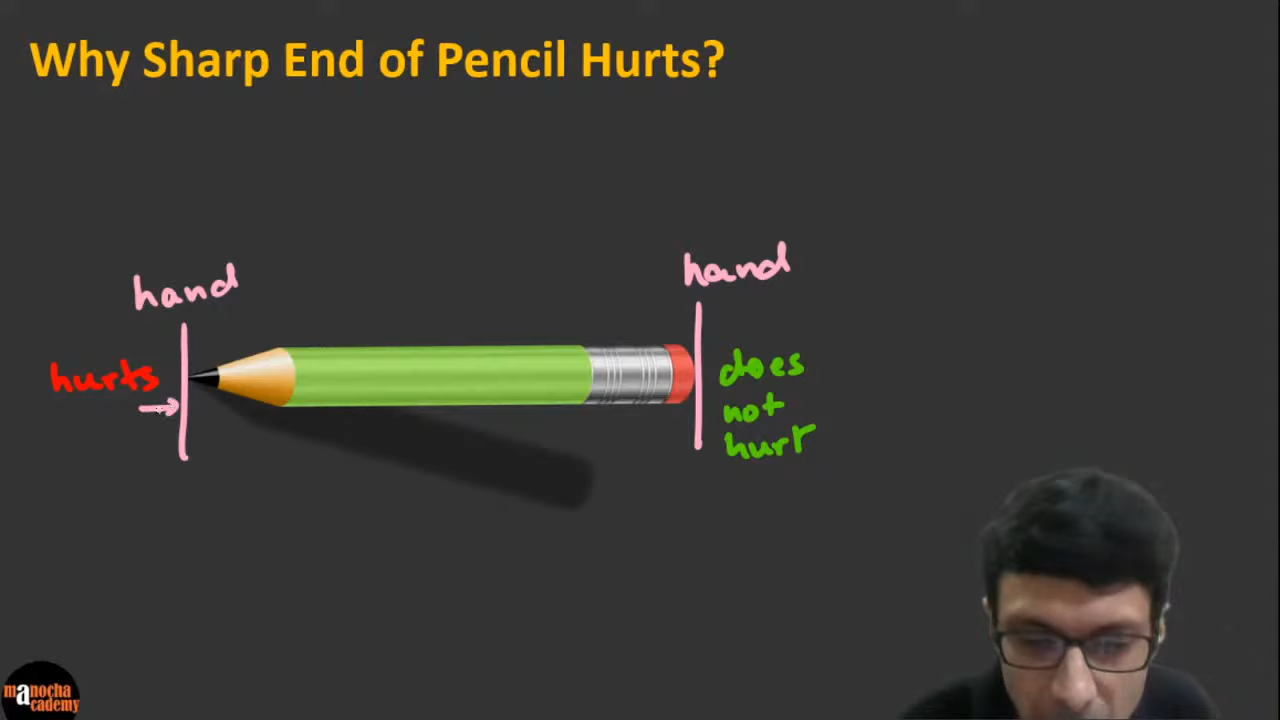 Why Sharp End of Pencil Hurts?
hand
hand
hurts
does
not
hurt
manocha
academy